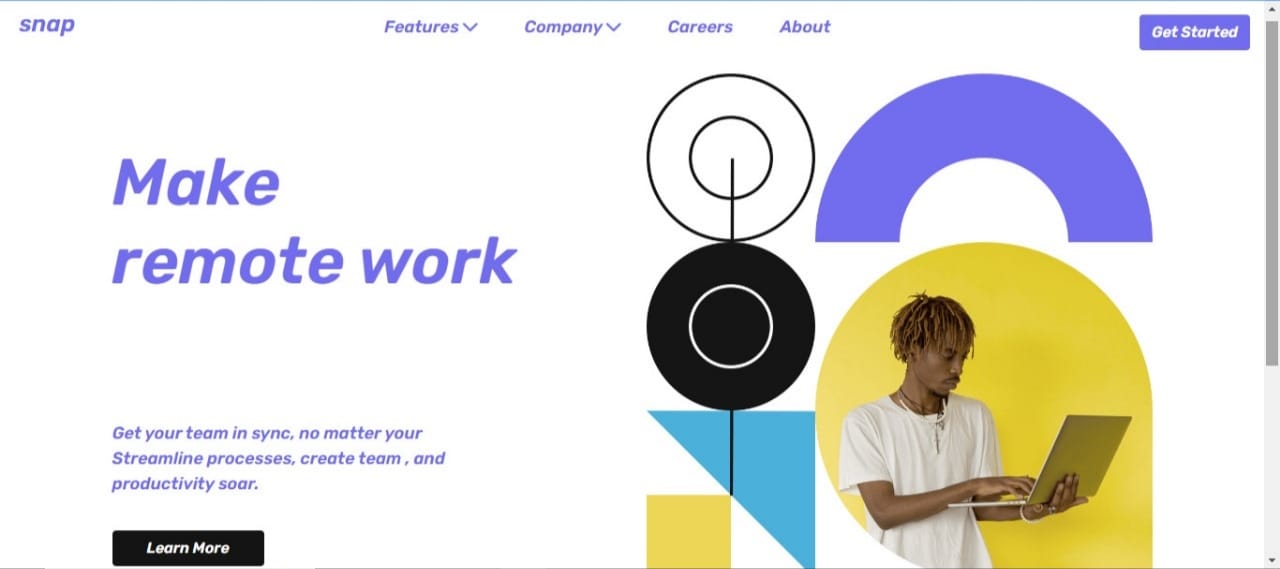 snap
Features
Company
Careers
About
Get Started
Make
remote work
Get your team in sync, no matter your
Streamline processes, create team , and
productivity soar.
Learn More